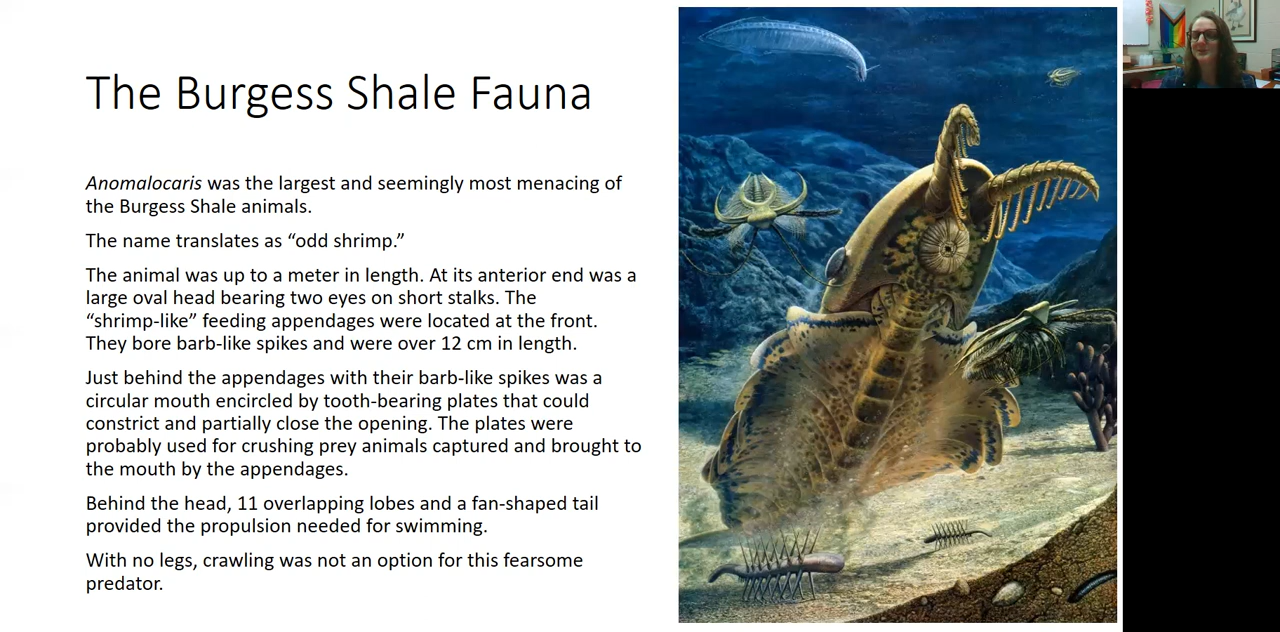 The Burgess Shale Fauna
Anomalocaris was the largest and seemingly most menacing of
the Burgess Shale animals.
The name translates as “odd shrimp.”
The animal was up to a meter in length. At its anterior end was a
large oval head bearing two eyes on short stalks. The
“shrimp-like” feeding appendages were located at the front.
They bore barb-like spikes and were over 12 cm in length.
Just behind the appendages with their barb-like spikes was a
circular mouth encircled by tooth-bearing plates that could
constrict and partially close the opening. The plates were
probably used for crushing prey animals captured and brought to
the mouth by the appendages.
Behind the head, 11 overlapping lobes and a fan-shaped tail
provided the propulsion needed for swimming.
With no legs, crawling was not an option for this fearsome
predator.